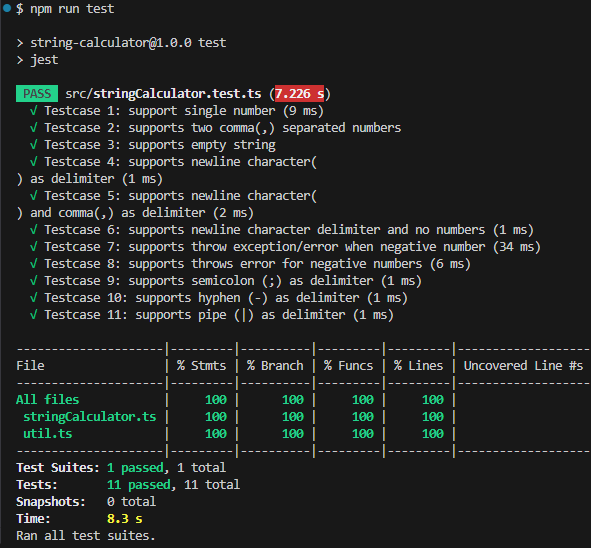 $ npm run test
> string-calculator@1.0.0 test
> jest
PASS src/stringCalculator.test.ts (7.226 s)
√ Testcase 1: support single number (9 ms)
√ Testcase 2: supports two comma(,) separated numbers
√ Testcase 3: supports empty string
√ Testcase 4: supports newline character(
) as delimiter (1 ms)
√ Testcase 5: supports newline character(
) and comma(,) as delimiter (2 ms)
√ Testcase 6: supports newline character delimiter and no numbers (1 ms)
√ Testcase 7: supports throw exception/error when negative number (34 ms)
√ Testcase 8: supports throws error for negative numbers (6 ms)
√ Testcase 9: supports semicolon (;) as delimiter (1 ms)
√ Testcase 10: supports hyphen (-) as delimiter (1 ms)
√ Testcase 11: supports pipe (|) as delimiter (1 ms)
--------------------|---------|----------|---------|---------|-------------------
File                | % Stmts | % Branch | % Funcs | % Lines | Uncovered Line #s
--------------------|---------|----------|---------|---------|-------------------
All files           |     100 |      100 |     100 |     100 |
stringCalculator.ts |     100 |      100 |     100 |     100 |
util.ts             |     100 |      100 |     100 |     100 |
--------------------|---------|----------|---------|---------|-------------------
Test Suites: 1 passed, 1 total
Tests:       11 passed, 11 total
Snapshots:   0 total
Time:        8.3 s
Ran all test suites.